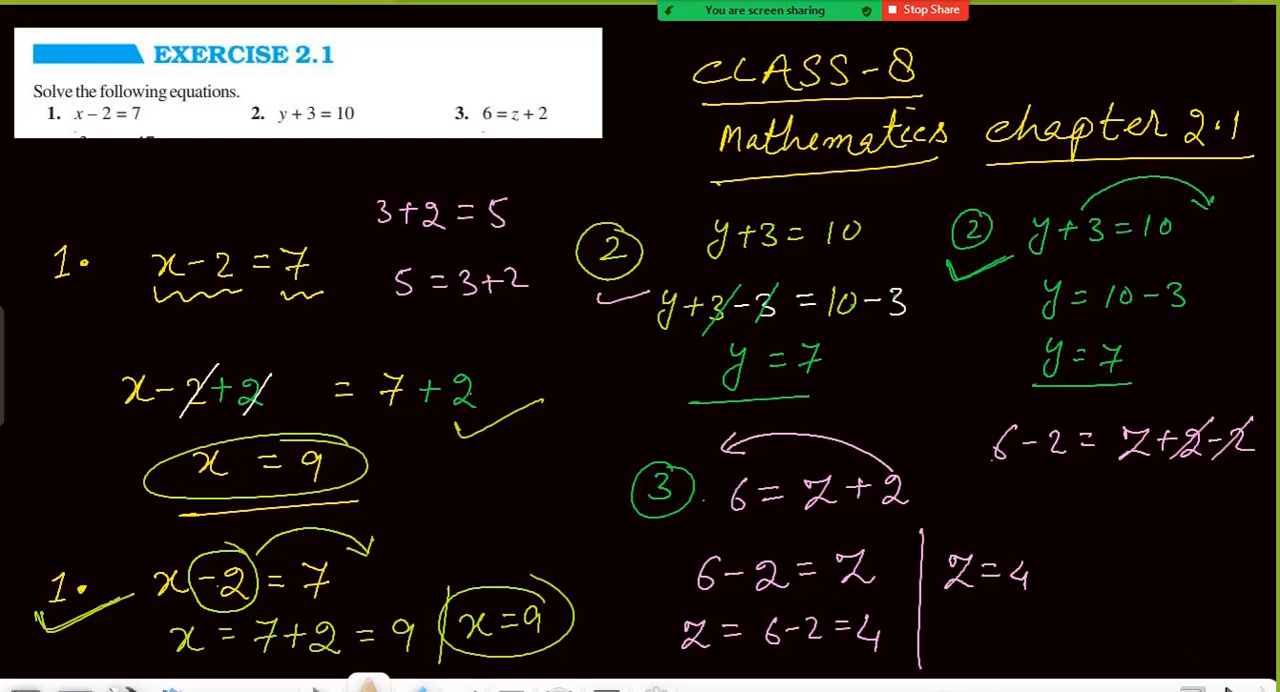 You are screen sharing
Stop Share
EXERCISE 2.1
Solve the following equations.
1. x – 2 = 7 2. y + 3 = 10 3. 6 = z + 2
CLASS - 8
Mathematics chapter 2.1
3+2 = 5
5 = 3+2
1. x - 2 = 7
x - 2 + 2 = 7 + 2
x = 9
1. x - 2 = 7
x = 7+2 = 9 | x = 9
2 y+3 = 10
y+3-3 = 10-3
y = 7
2 y+3 = 10
y = 10-3
y = 7
3. 6 = z + 2
6-2 = z + 2 - 2
6-2 = z | z = 4
z = 6-2 = 4